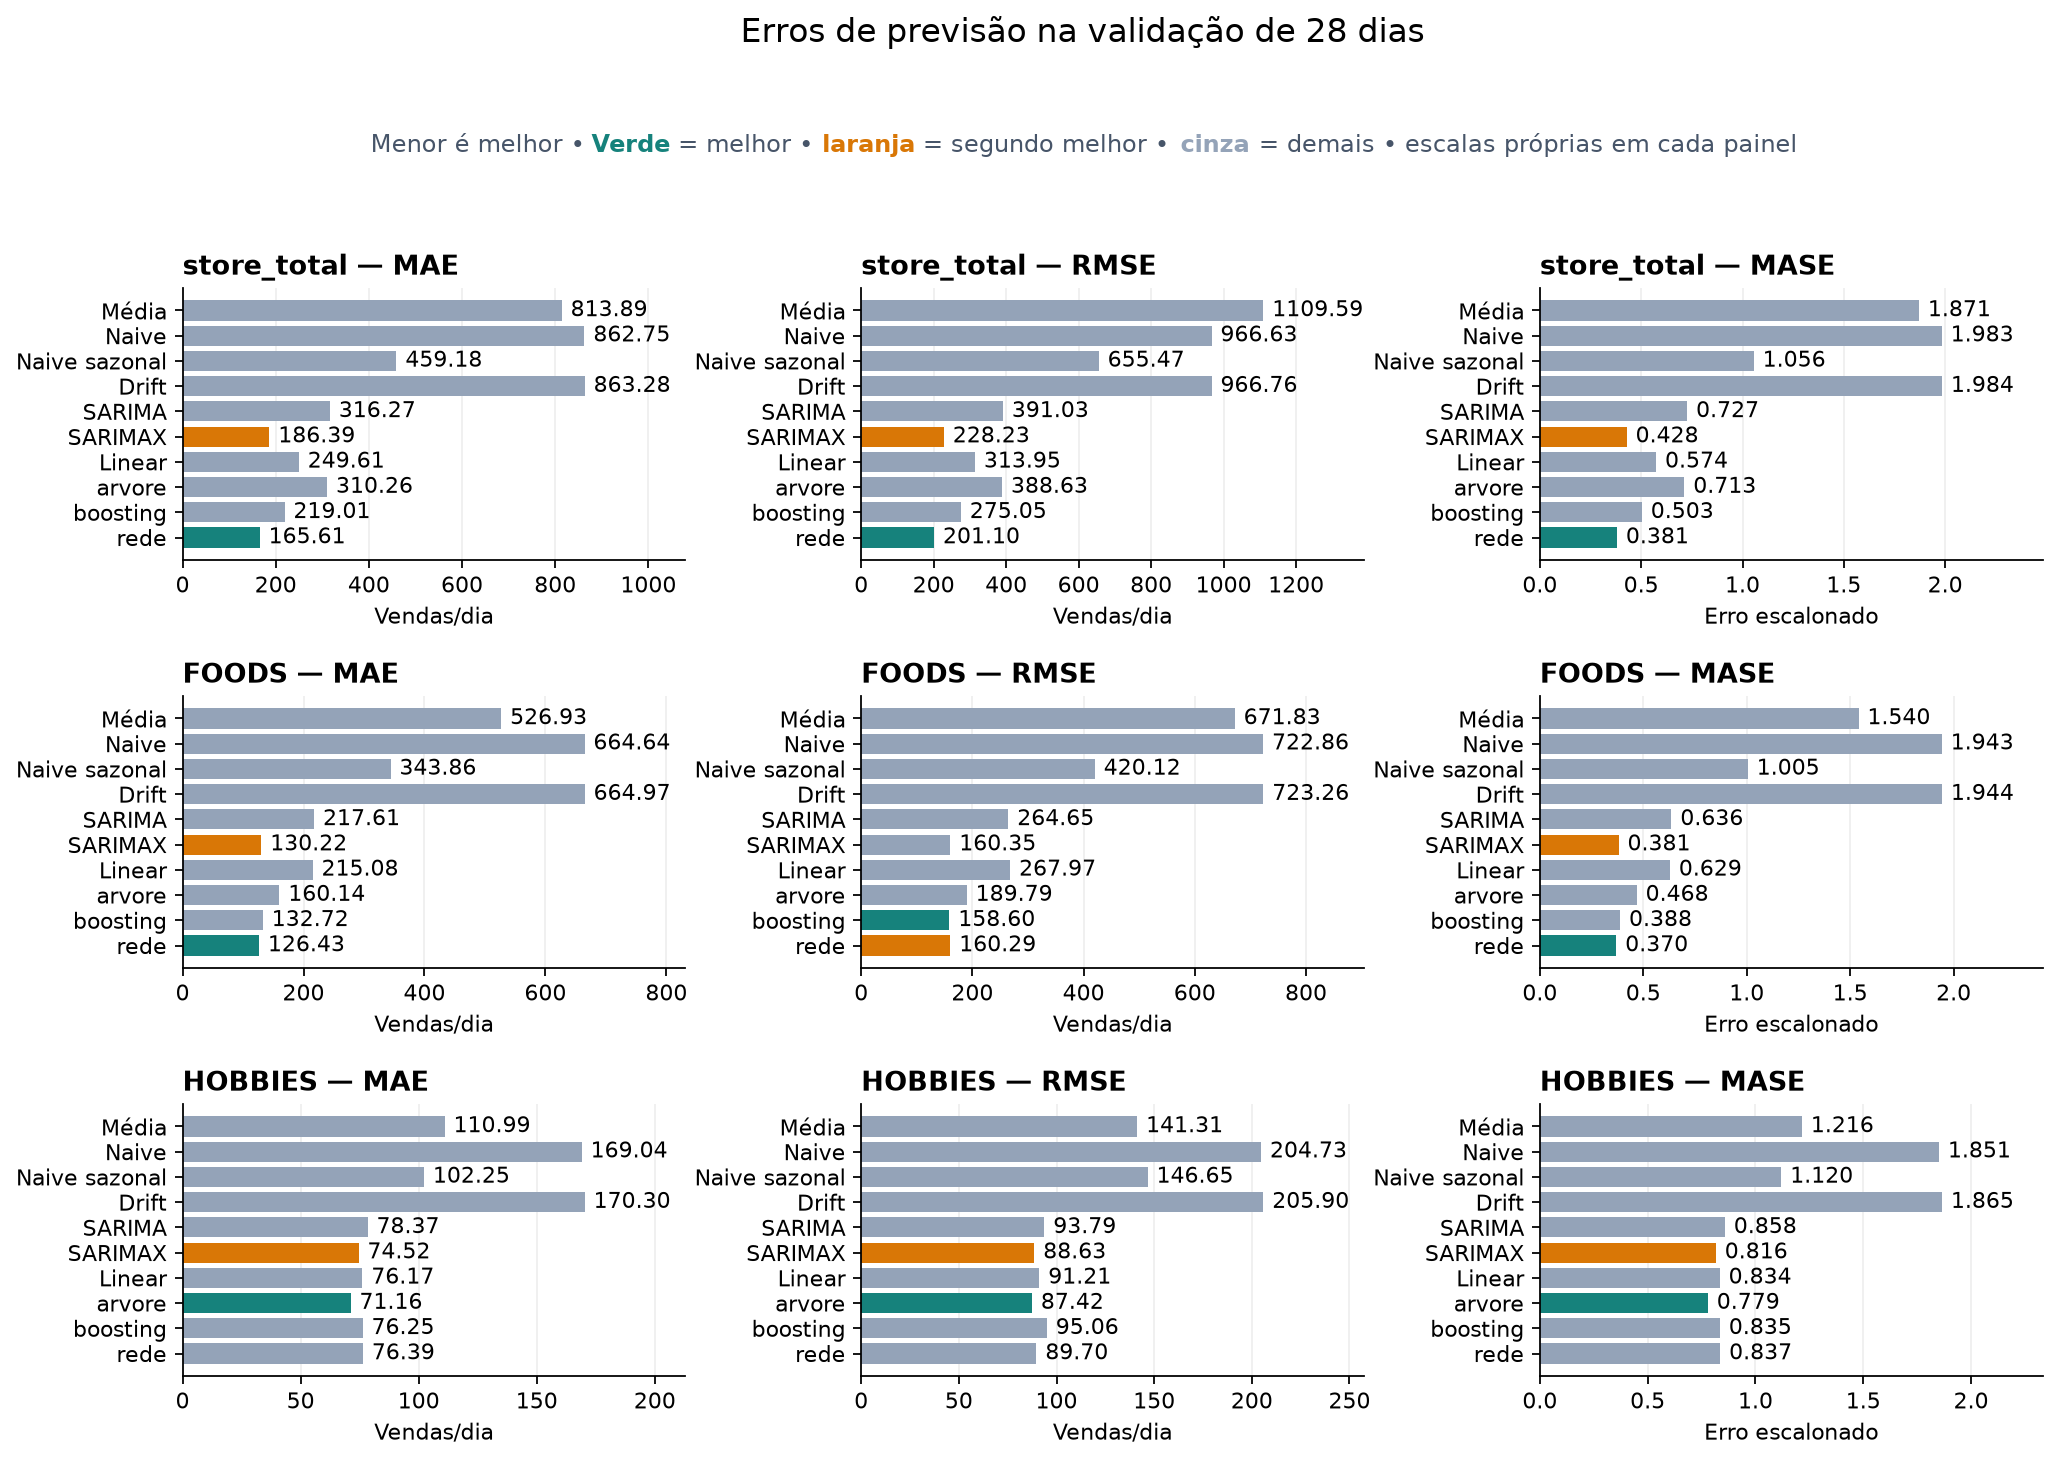 Erros de previsão na validação de 28 dias
Menor é melhor • Verde = melhor • laranja = segundo melhor • cinza = demais • escalas próprias em cada painel
store_total — MAE
Média 813.89
Naive 862.75
Naive sazonal 459.18
Drift 863.28
SARIMA 316.27
SARIMAX 186.39
Linear 249.61
arvore 310.26
boosting 219.01
rede 165.61
0 200 400 600 800 1000
Vendas/dia
store_total — RMSE
Média 1109.59
Naive 966.63
Naive sazonal 655.47
Drift 966.76
SARIMA 391.03
SARIMAX 228.23
Linear 313.95
arvore 388.63
boosting 275.05
rede 201.10
0 200 400 600 800 1000 1200
Vendas/dia
store_total — MASE
Média 1.871
Naive 1.983
Naive sazonal 1.056
Drift 1.984
SARIMA 0.727
SARIMAX 0.428
Linear 0.574
arvore 0.713
boosting 0.503
rede 0.381
0.0 0.5 1.0 1.5 2.0
Erro escalonado
FOODS — MAE
Média 526.93
Naive 664.64
Naive sazonal 343.86
Drift 664.97
SARIMA 217.61
SARIMAX 130.22
Linear 215.08
arvore 160.14
boosting 132.72
rede 126.43
0 200 400 600 800
Vendas/dia
FOODS — RMSE
Média 671.83
Naive 722.86
Naive sazonal 420.12
Drift 723.26
SARIMA 264.65
SARIMAX 160.35
Linear 267.97
arvore 189.79
boosting 158.60
rede 160.29
0 200 400 600 800
Vendas/dia
FOODS — MASE
Média 1.540
Naive 1.943
Naive sazonal 1.005
Drift 1.944
SARIMA 0.636
SARIMAX 0.381
Linear 0.629
arvore 0.468
boosting 0.388
rede 0.370
0.0 0.5 1.0 1.5 2.0
Erro escalonado
HOBBIES — MAE
Média 110.99
Naive 169.04
Naive sazonal 102.25
Drift 170.30
SARIMA 78.37
SARIMAX 74.52
Linear 76.17
arvore 71.16
boosting 76.25
rede 76.39
0 50 100 150 200
Vendas/dia
HOBBIES — RMSE
Média 141.31
Naive 204.73
Naive sazonal 146.65
Drift 205.90
SARIMA 93.79
SARIMAX 88.63
Linear 91.21
arvore 87.42
boosting 95.06
rede 89.70
0 50 100 150 200 250
Vendas/dia
HOBBIES — MASE
Média 1.216
Naive 1.851
Naive sazonal 1.120
Drift 1.865
SARIMA 0.858
SARIMAX 0.816
Linear 0.834
arvore 0.779
boosting 0.835
rede 0.837
0.0 0.5 1.0 1.5 2.0
Erro escalonado